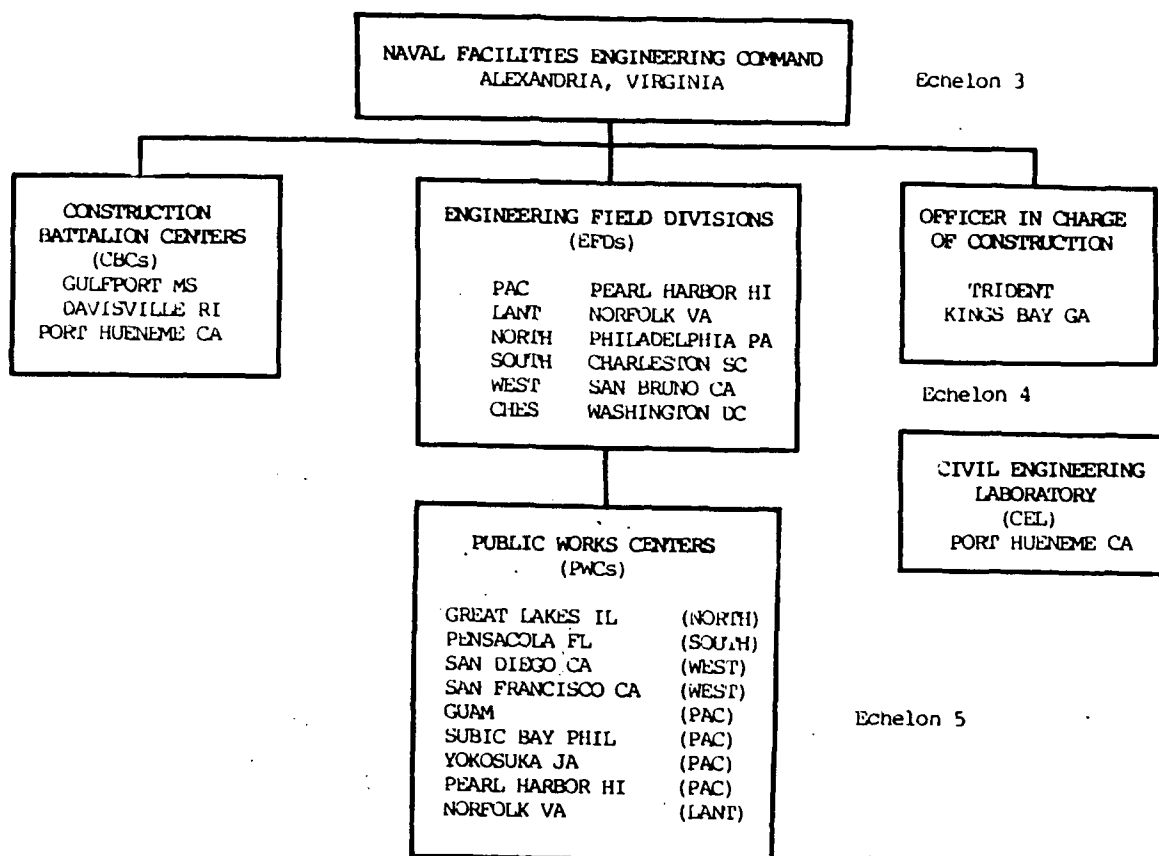 NAVAL FACILITIES ENGINEERING COMMAND
ALEXANDRIA, VIRGINIA
Echelon 3
CONSTRUCTION
BATTALION CENTERS
(CBCs)
GULFPORT MS
DAVISVILLE RI
PORT HUENEME CA
ENGINEERING FIELD DIVISIONS
(EFDs)
PAC PEARL HARBOR HI
LANT NORFOLK VA
NORTH PHILADELPHIA PA
SOUTH CHARLESTON SC
WEST SAN BRUNO CA
CHES WASHINGTON DC
OFFICER IN CHARGE
OF CONSTRUCTION
TRIDENT
KINGS BAY GA
Echelon 4
CIVIL ENGINEERING
LABORATORY
(CEL)
PORT HUENEME CA
PUBLIC WORKS CENTERS
(PWCs)
GREAT LAKES IL (NORTH)
PENSACOLA FL (SOUTH)
SAN DIEGO CA (WEST)
SAN FRANCISCO CA (WEST)
GUAM (PAC)
SUBIC BAY PHIL (PAC)
YOKOSUKA JA (PAC)
PEARL HARBOR HI (PAC)
NORFOLK VA (LANT)
Echelon 5